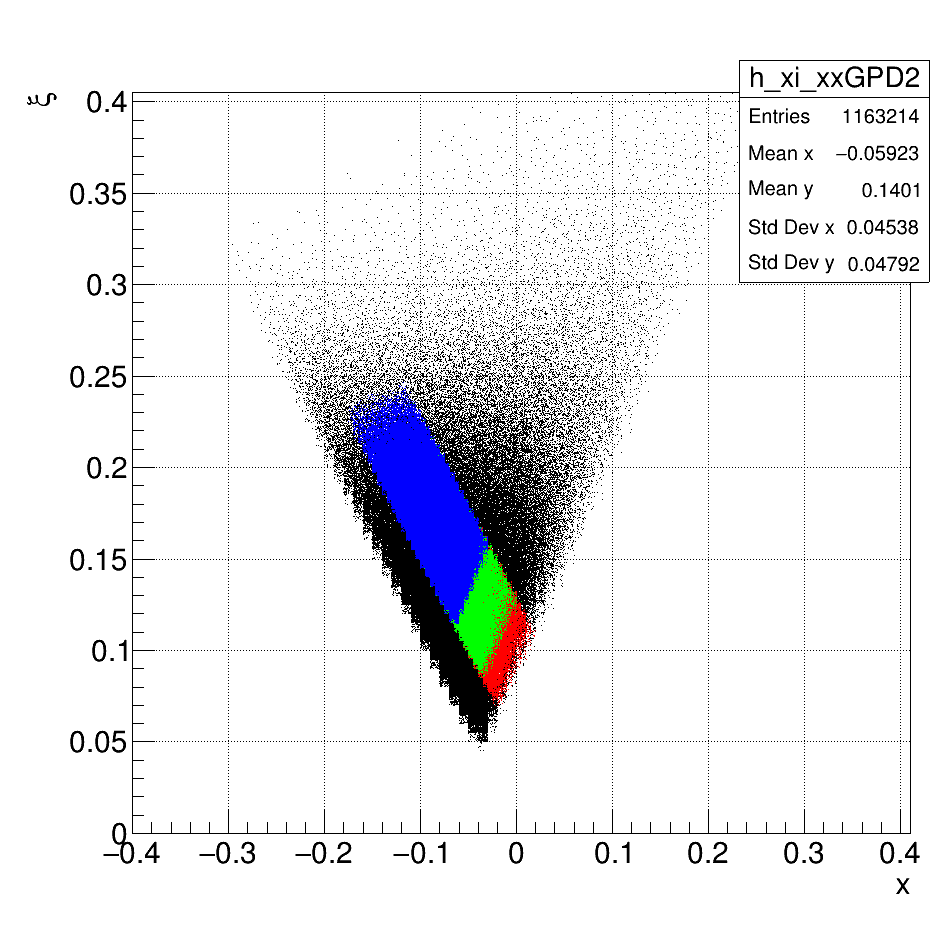 h_xi_xxGPD2
Entries 1163214
Mean x −0.05923
Mean y 0.1401
Std Dev x 0.04538
Std Dev y 0.04792
ξ
0.4
0.35
0.3
0.25
0.2
0.15
0.1
0.05
0
−0.4 −0.3 −0.2 −0.1 0 0.1 0.2 0.3 0.4
x